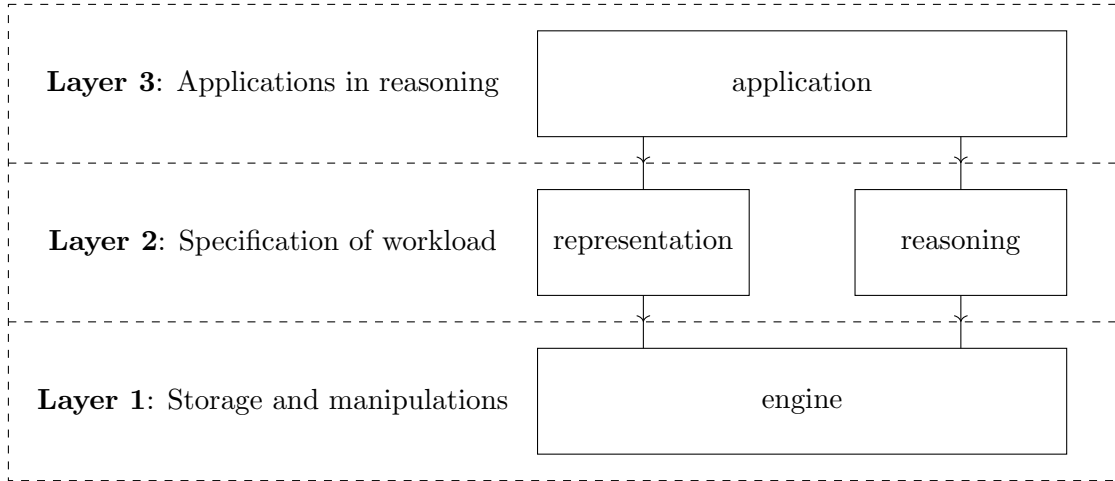 Layer 3: Applications in reasoning
application
Layer 2: Specification of workload
representation
reasoning
Layer 1: Storage and manipulations
engine